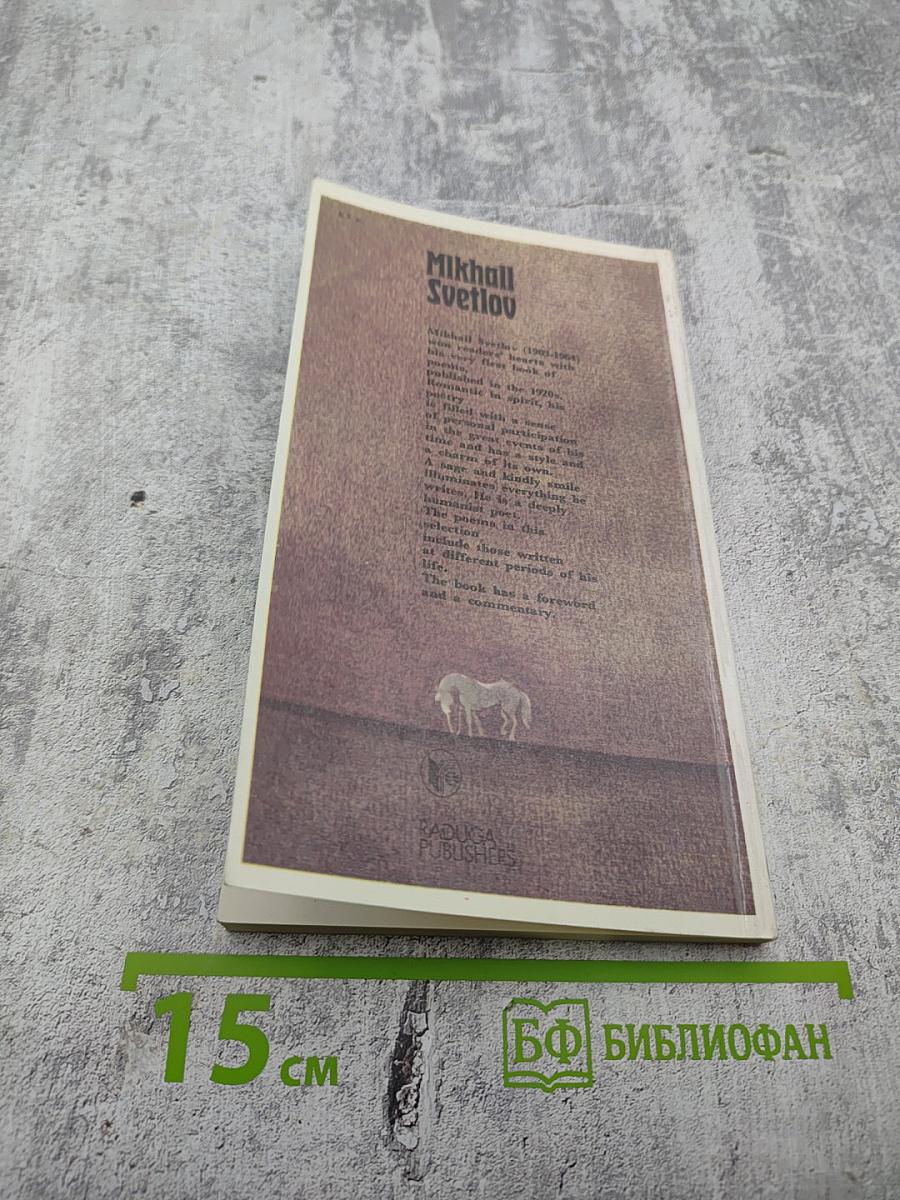 Mikhail
Svetlov
Mikhail Svetlov (1903-1964)
won readers' hearts with
his very first book of
poems,
published in the 1920s.
Romantic in spirit, his
poetry
is filled with a sense
of personal participation
in the great events of his
time and has a style and
a charm of its own.
A sage and kindly smile
illuminates everything he
writes. He is a deeply
humanist poet.
The poems in this
selection
include those written
at different periods of his
life.
The book has a foreword
and a commentary.
RADUGA
PUBLISHERS
15 см
БФ БИБЛИОФАН